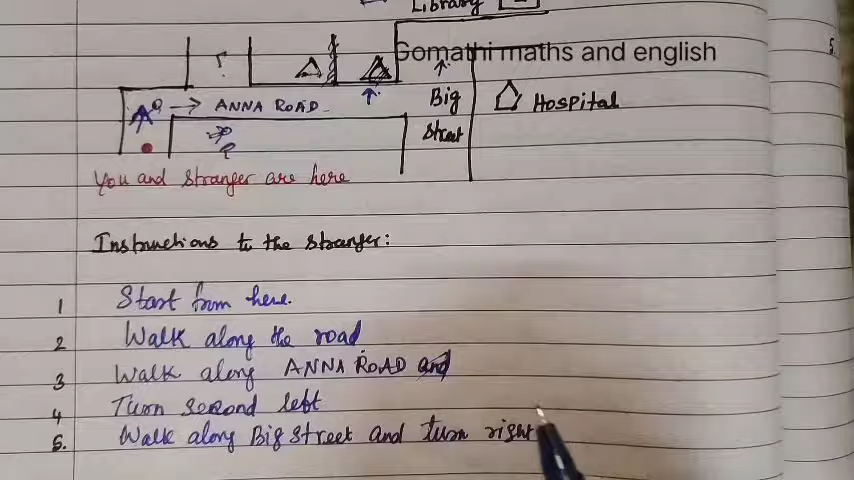 Library
Gomathi maths and english
5.
ANNA ROAD
Big
Street
Hospital
You and stranger are here
Instructions to the stranger:
1 Start from here.
2 Walk along the road
3 Walk along ANNA ROAD and
4 Turn second left
5. Walk along Big street and turn right